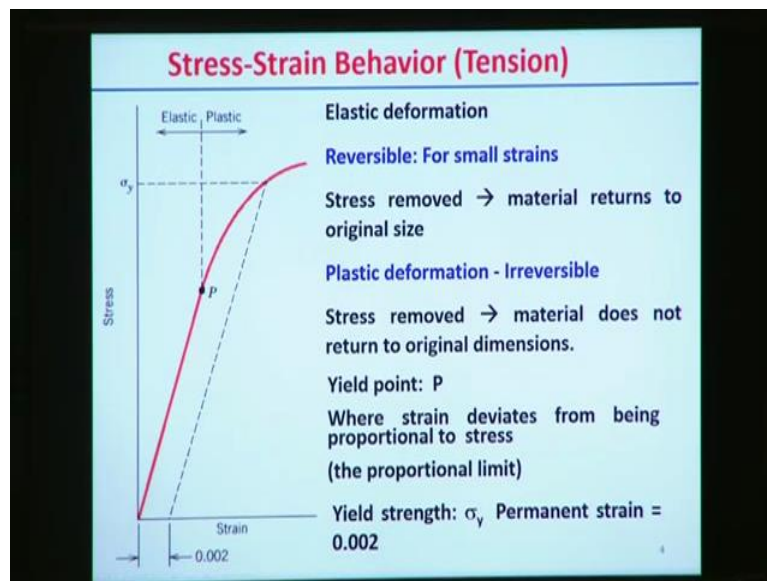 Stress-Strain Behavior (Tension)
Elastic Plastic
σy
P
Stress
Strain
0.002
Elastic deformation
Reversible: For small strains
Stress removed → material returns to
original size
Plastic deformation - Irreversible
Stress removed → material does not
return to original dimensions.
Yield point: P
Where strain deviates from being
proportional to stress
(the proportional limit)
Yield strength: σy Permanent strain =
0.002
4